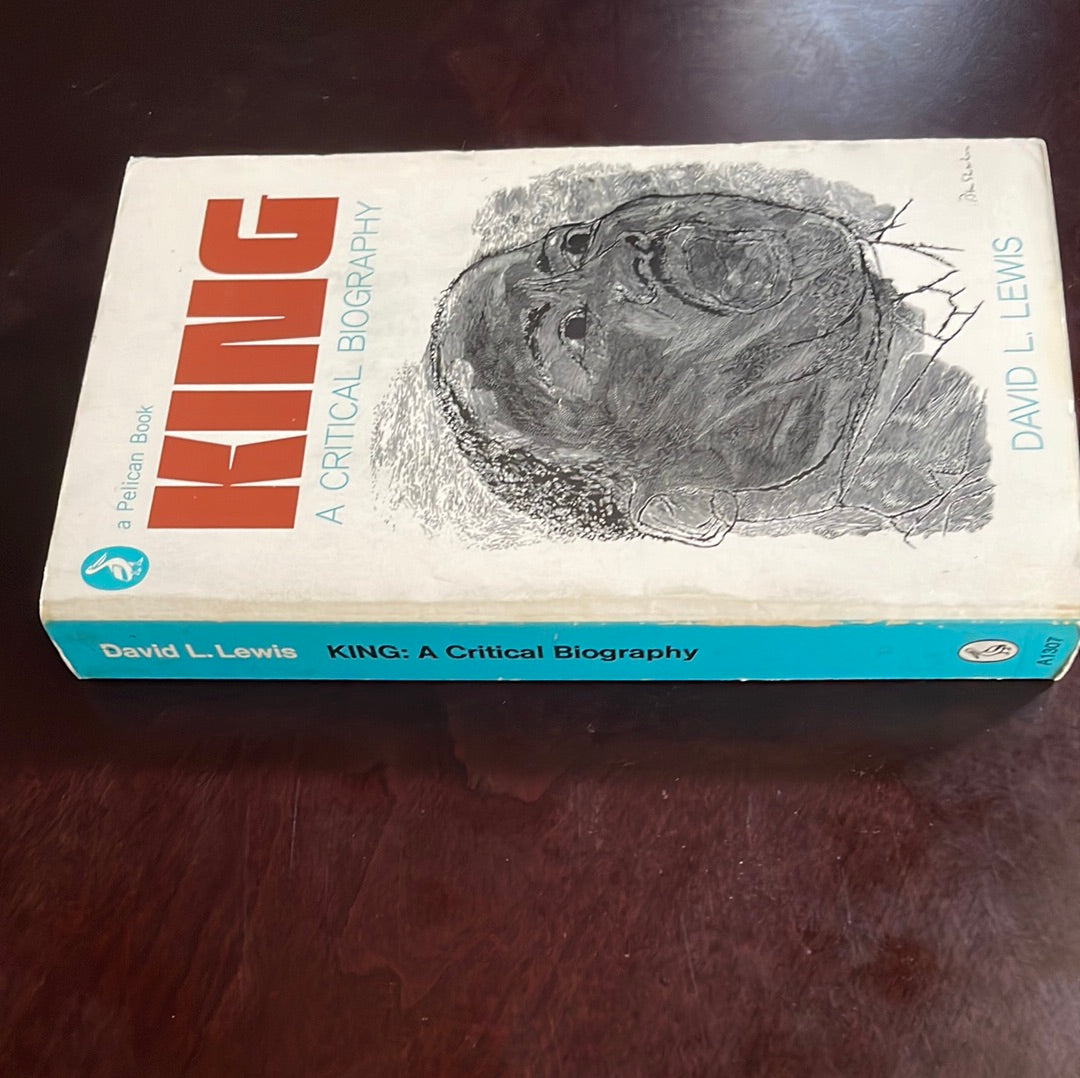 a Pelican Book
KING
A CRITICAL BIOGRAPHY
DAVID L. LEWIS
David L. Lewis KING: A Critical Biography
A1307